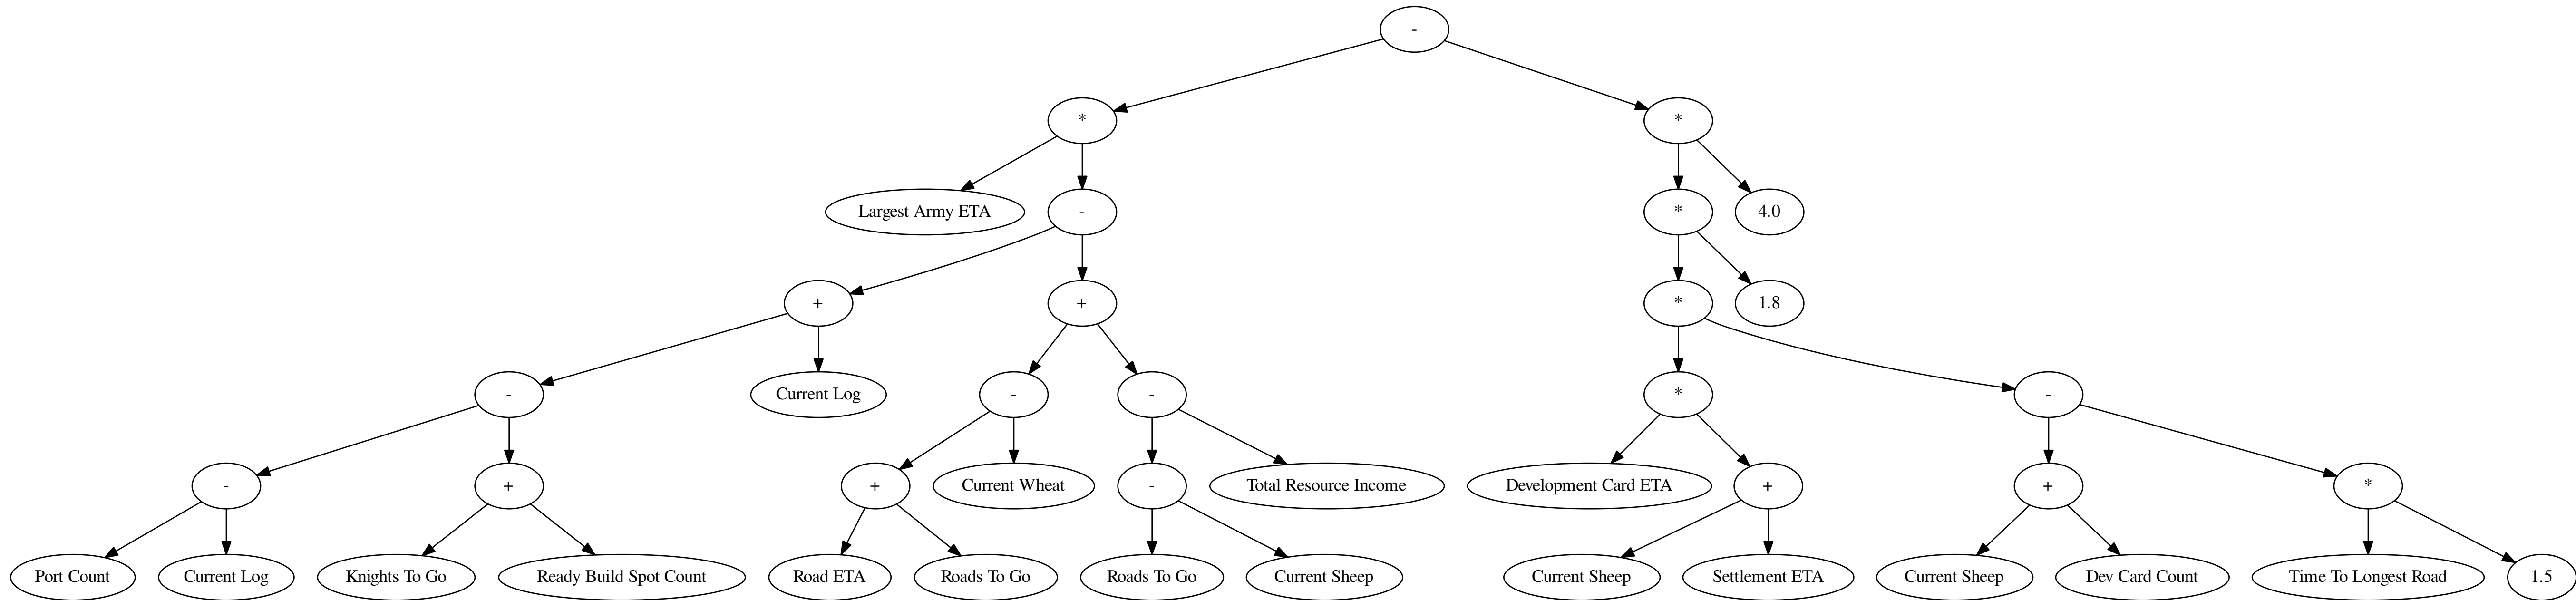 -
* *
Largest Army ETA - * 4.0
+ + * 1.8
- Current Log - - * -
- + + Current Wheat - Total Resource Income Development Card ETA + + *
Port Count Current Log Knights To Go Ready Build Spot Count Road ETA Roads To Go Roads To Go Current Sheep Current Sheep Settlement ETA Current Sheep Dev Card Count Time To Longest Road 1.5